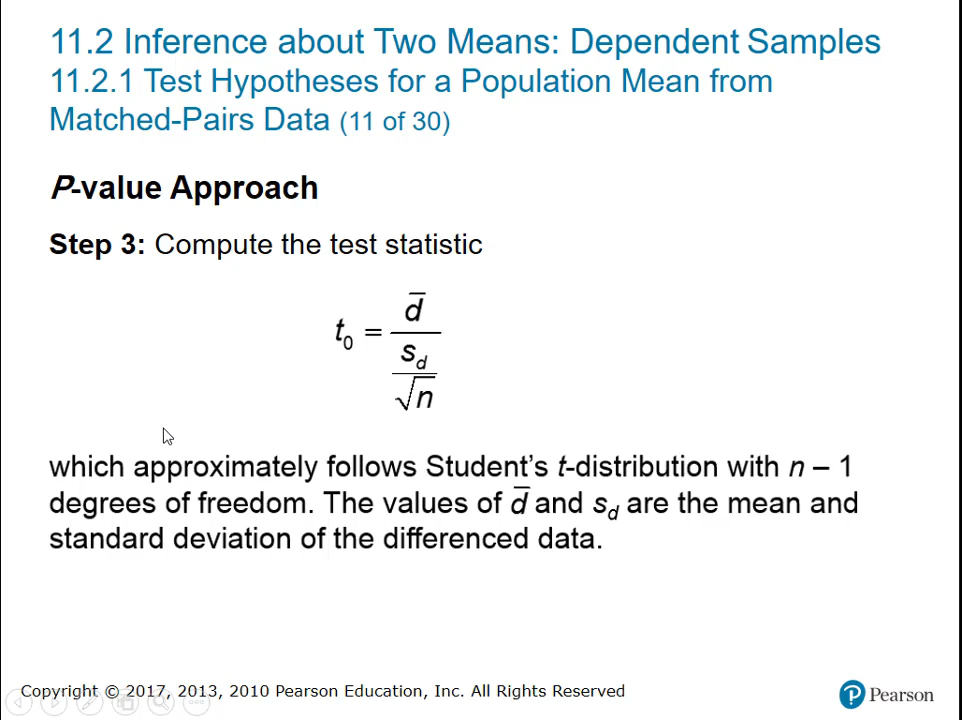 11.2 Inference about Two Means: Dependent Samples
11.2.1 Test Hypotheses for a Population Mean from
Matched-Pairs Data (11 of 30)
P-value Approach
Step 3: Compute the test statistic
t₀ = d̄ / (s_d / √n)
which approximately follows Student’s t-distribution with n – 1
degrees of freedom. The values of d̄ and s_d are the mean and
standard deviation of the differenced data.
Copyright © 2017, 2013, 2010 Pearson Education, Inc. All Rights Reserved
P Pearson